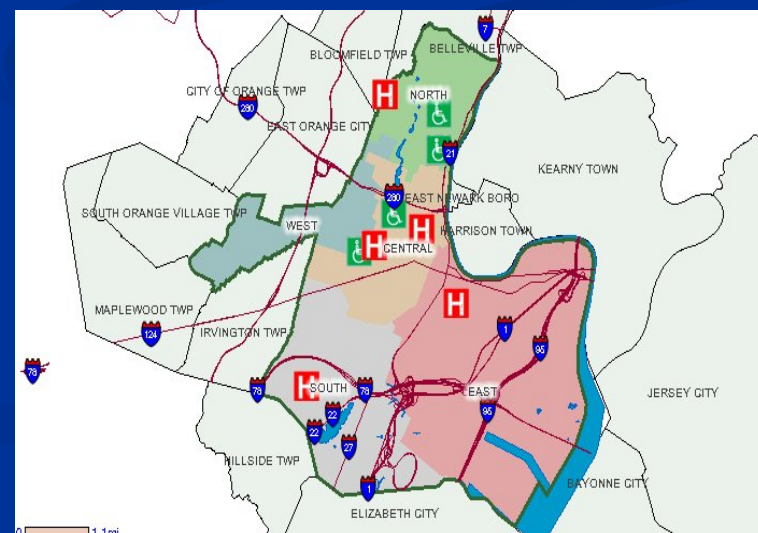 7
BLOOMFIELD TWP
BELLEVILLE TWP
CITY OF ORANGE TWP
H
NORTH
280
EAST ORANGE CITY
21
KEARNY TOWN
280
EAST NEWARK BORO
SOUTH ORANGE VILLAGE TWP
WEST
H
HARRISON TOWN
H
CENTRAL
H
MAPLEWOOD TWP
124
IRVINGTON TWP
1
95
78
78
H
SOUTH
78
EAST
JERSEY CITY
22
22
95
27
HILLSIDE TWP
1
BAYONNE CITY
ELIZABETH CITY
0
1.1mi